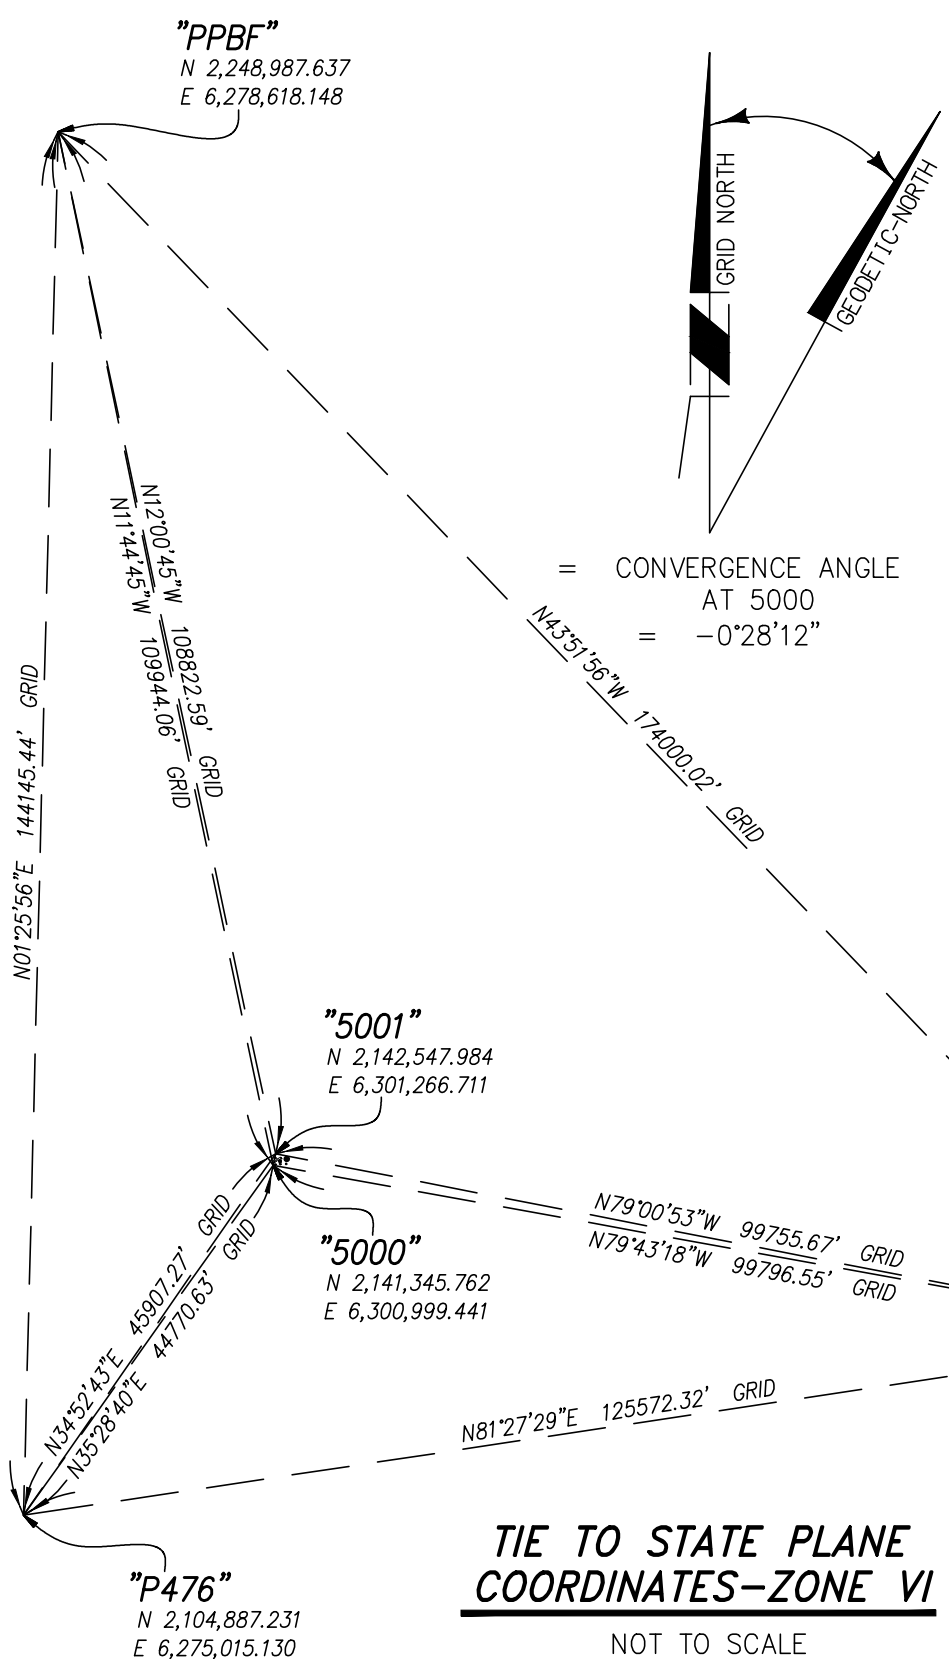 "PPBF"
N 2,248,987.637
E 6,278,618.148
GRID NORTH
GEODETIC-NORTH
= CONVERGENCE ANGLE
AT 5000
= -0°28'12"
N12°00'45"W 108822.59' GRID
N11°44'45"W 109944.06' GRID
N43°51'56"W 174000.02' GRID
N01°25'56"E 144145.44' GRID
"5001"
N 2,142,547.984
E 6,301,266.711
N79°00'53"W 99755.67' GRID
N79°43'18"W 99796.55' GRID
"5000"
N 2,141,345.762
E 6,300,999.441
N34°52'43"E 45907.27' GRID
N35°28'40"E 44770.63' GRID
N81°27'29"E 125572.32' GRID
"P476"
N 2,104,887.231
E 6,275,015.130
TIE TO STATE PLANE
COORDINATES-ZONE VI
NOT TO SCALE